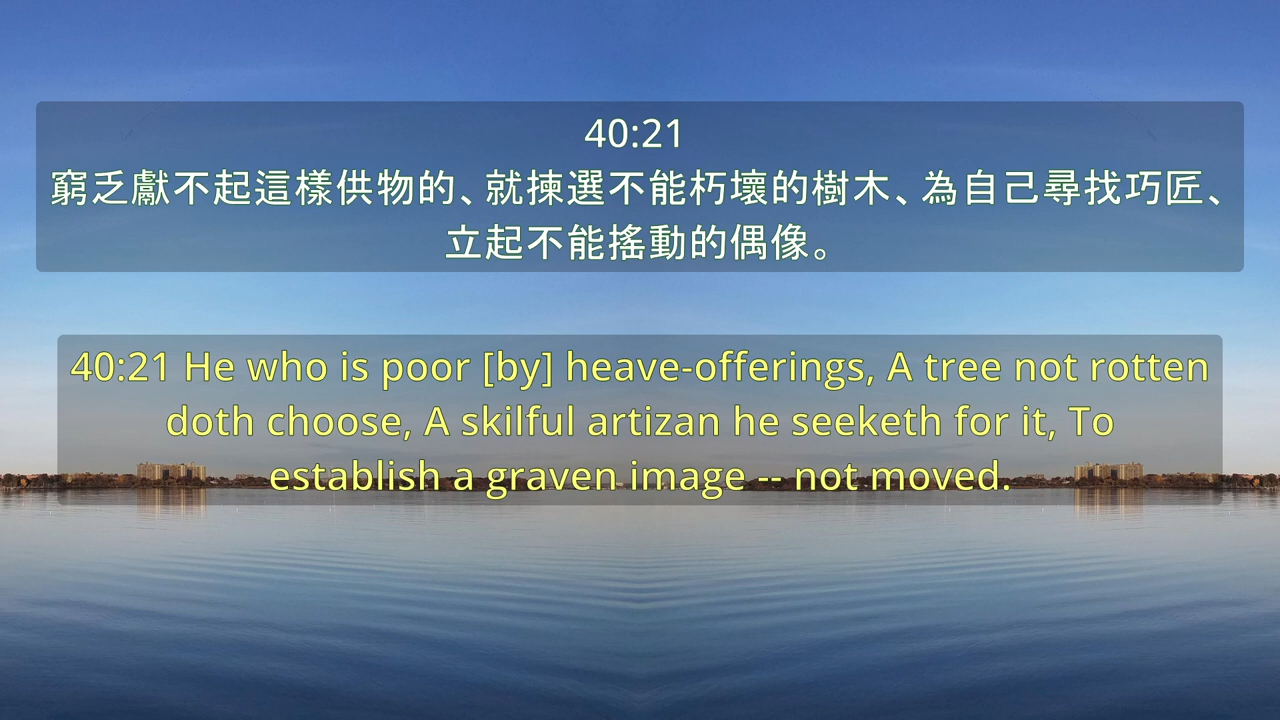 40:21
窮乏獻不起這樣供物的、就揀選不能朽壞的樹木、為自己尋找巧匠、
立起不能搖動的偶像。
40:21 He who is poor [by] heave-offerings, A tree not rotten
doth choose, A skilful artizan he seeketh for it, To
establish a graven image -- not moved.